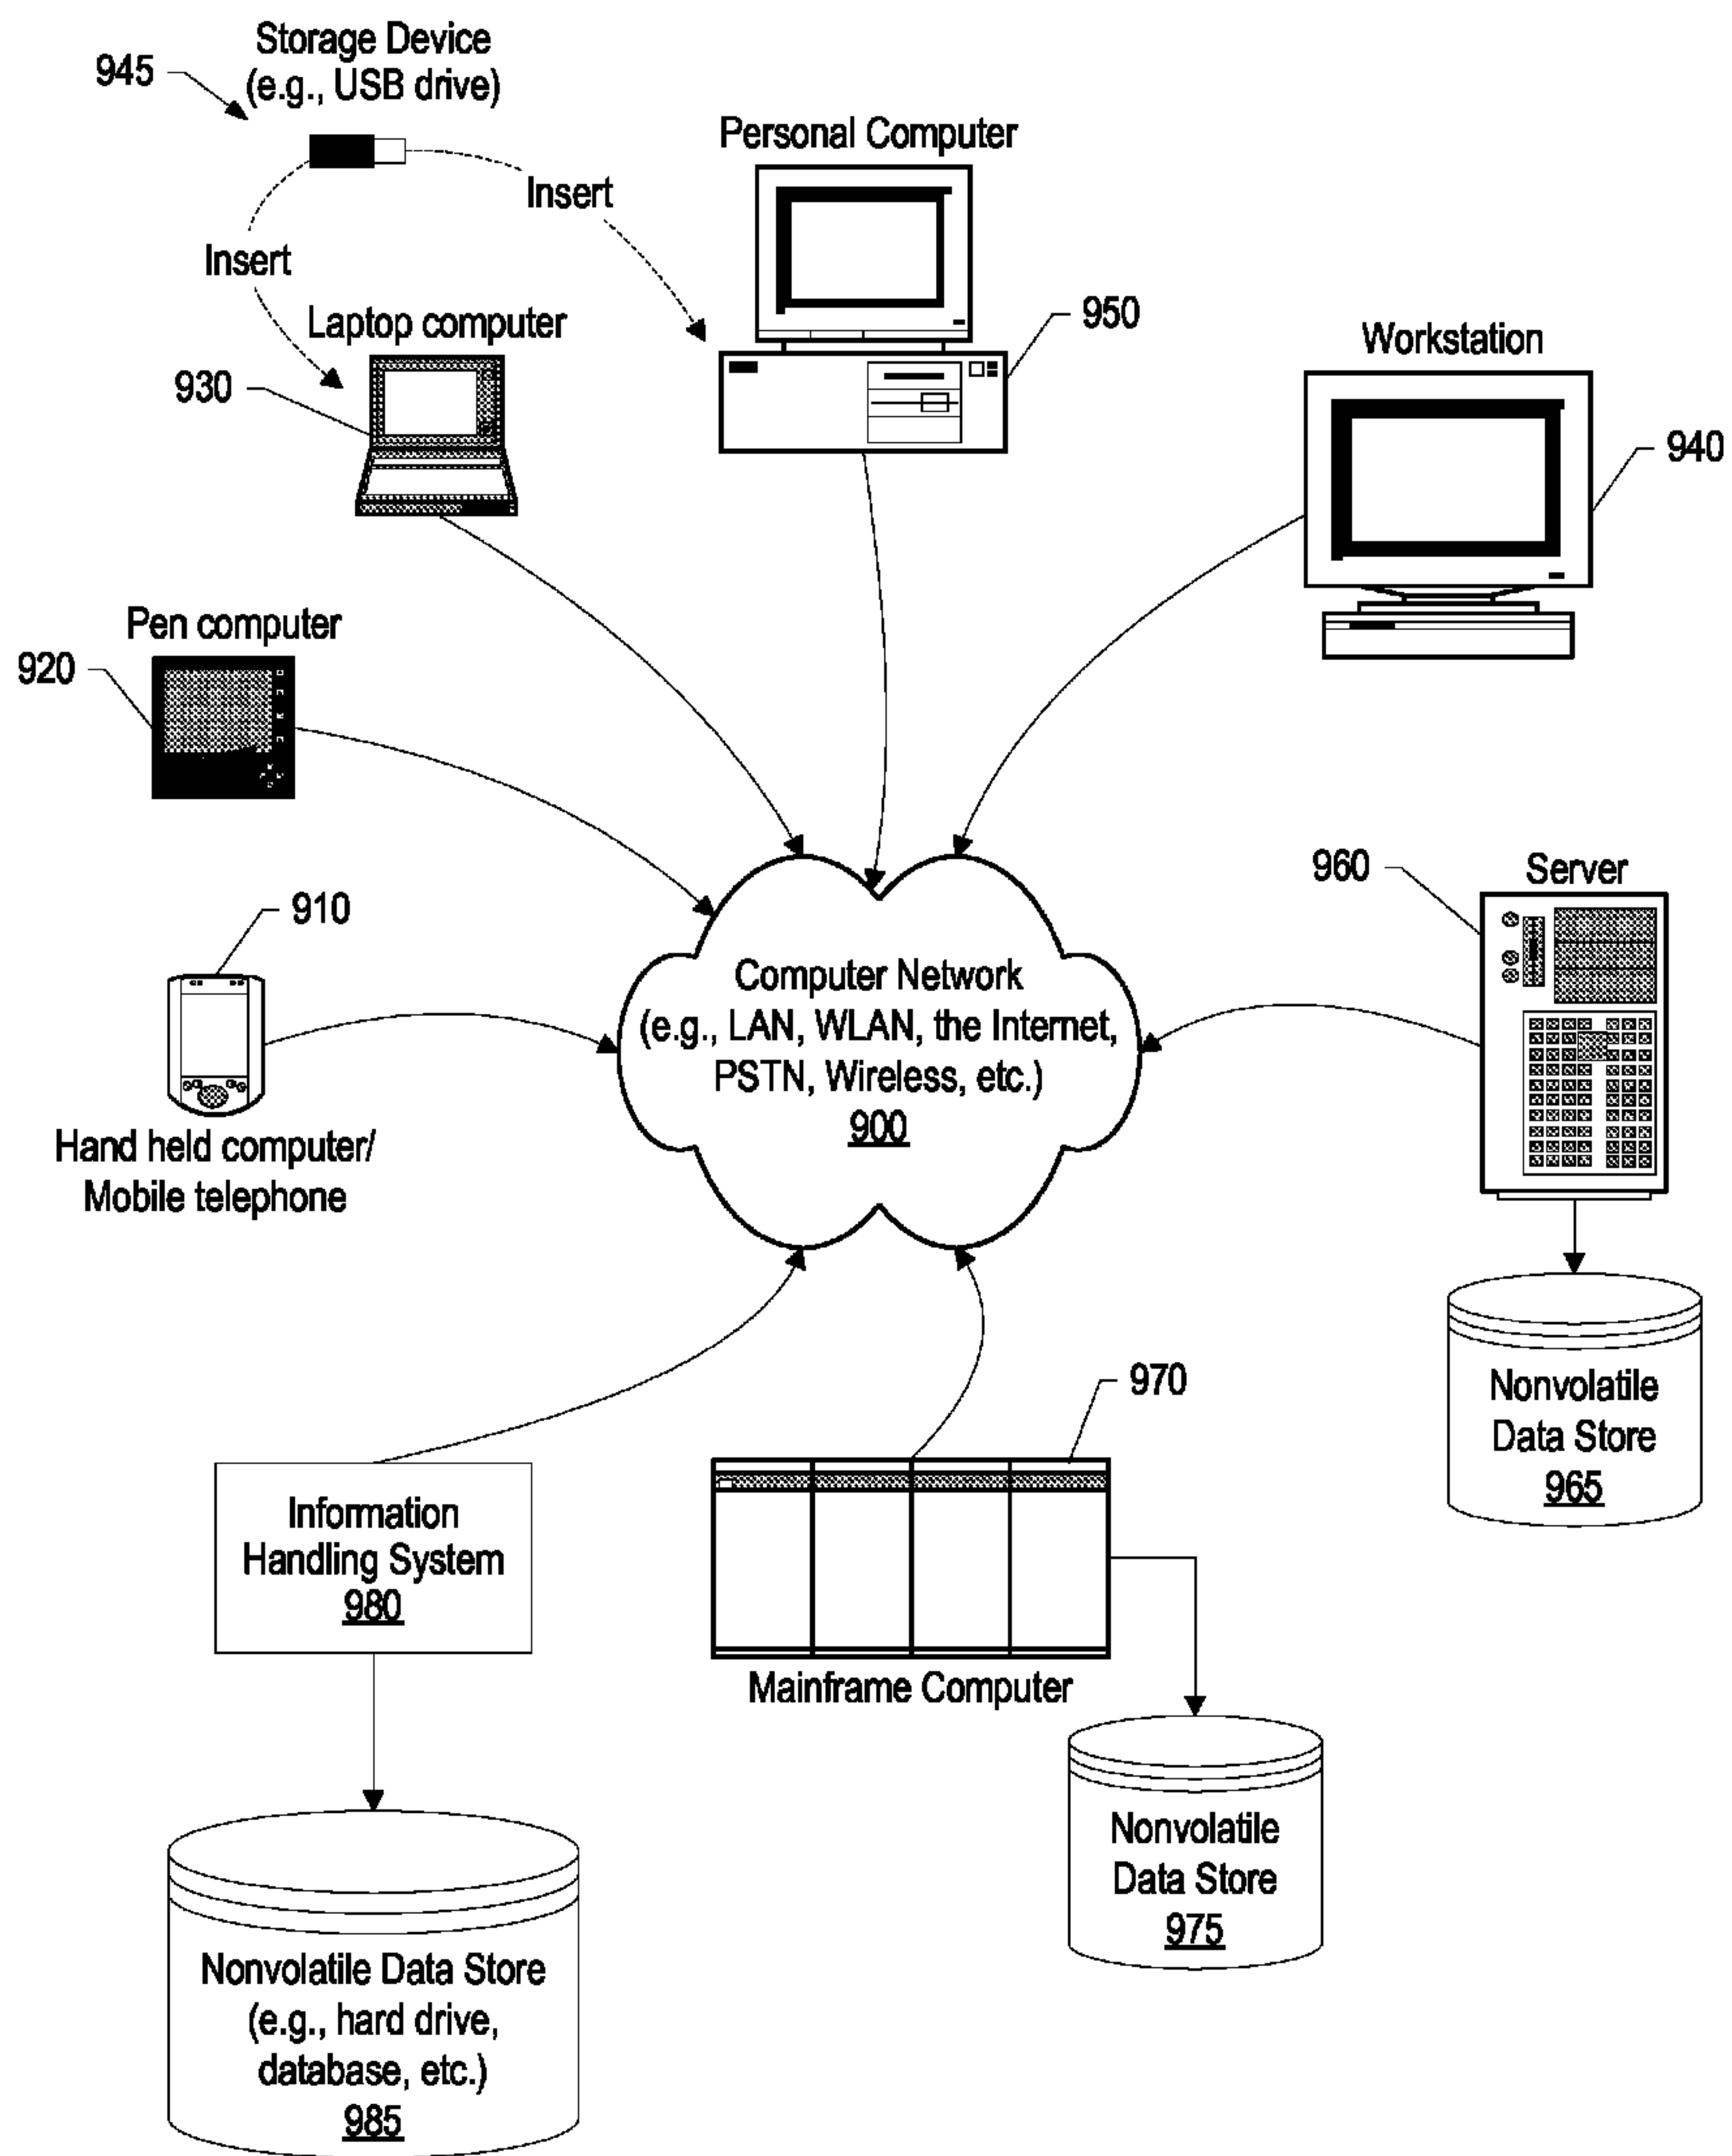 945
Storage Device
(e.g., USB drive)
Insert
Insert
Personal Computer
950
Laptop computer
930
Workstation
940
Pen computer
920
910
Hand held computer/
Mobile telephone
Computer Network
(e.g., LAN, WLAN, the Internet,
PSTN, Wireless, etc.)
900
960
Server
Nonvolatile
Data Store
965
970
Mainframe Computer
Nonvolatile
Data Store
975
Information
Handling System
980
Nonvolatile Data Store
(e.g., hard drive,
database, etc.)
985